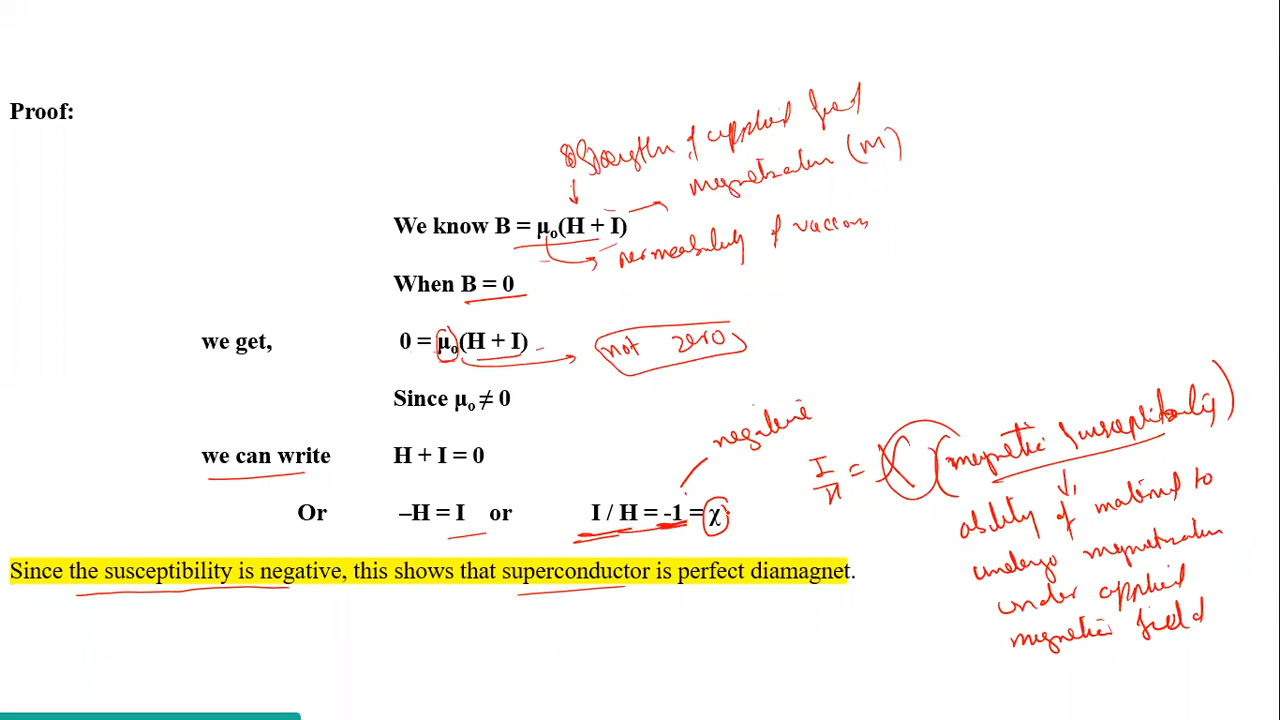 Proof:
strength of applied field
magnetization (M)
We know B = μₒ(H + I)
permeability of vacuum
When B = 0
we get, 0 = μₒ(H + I)
not zero
Since μₒ ≠ 0
negative
we can write H + I = 0
I/H = χ (magnetic susceptibility)
Or –H = I or I / H = -1 = χ
ability of material to
undergo magnetization
under applied
magnetic field
Since the susceptibility is negative, this shows that superconductor is perfect diamagnet.